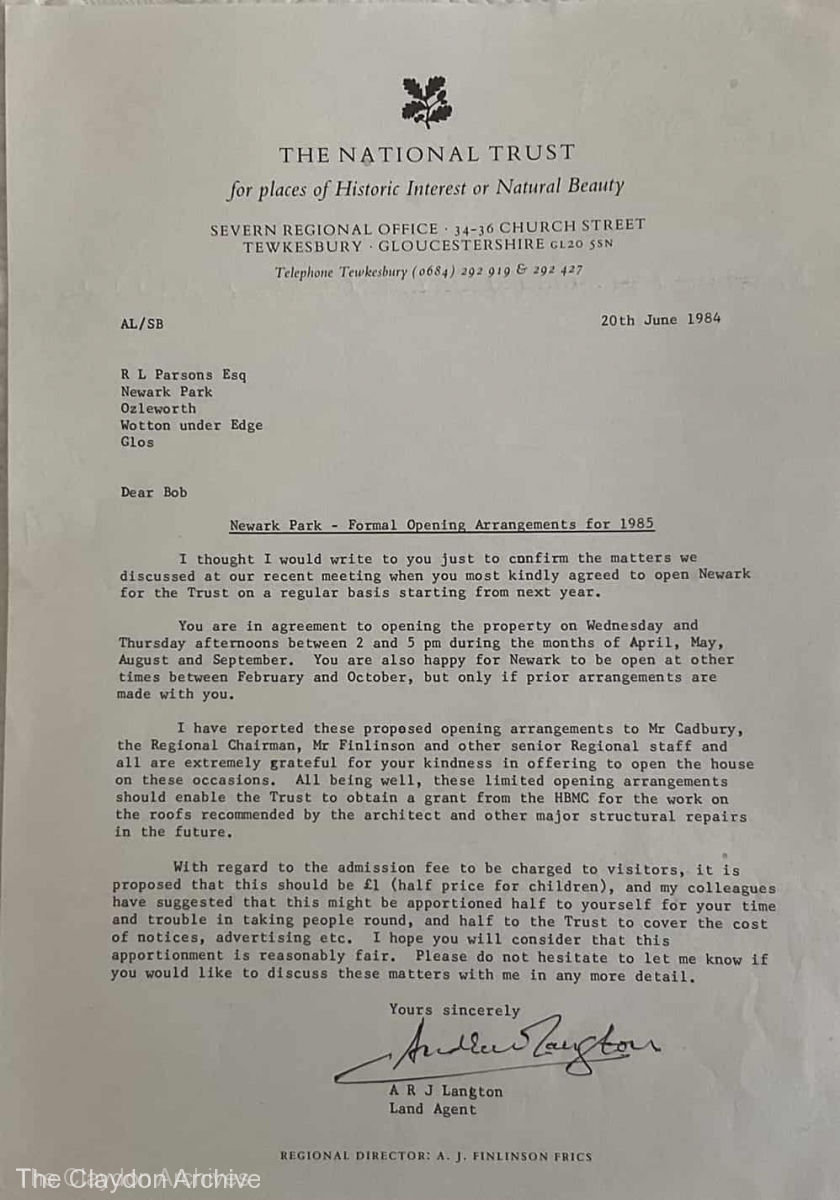 THE NATIONAL TRUST
for places of Historic Interest or Natural Beauty
SEVERN REGIONAL OFFICE · 34-36 CHURCH STREET
TEWKESBURY · GLOUCESTERSHIRE GL20 5SN
Telephone Tewkesbury (0684) 292 919 & 292 427
AL/SB
20th June 1984
R L Parsons Esq
Newark Park
Ozleworth
Wotton under Edge
Glos
Dear Bob
Newark Park - Formal Opening Arrangements for 1985
I thought I would write to you just to confirm the matters we
discussed at our recent meeting when you most kindly agreed to open Newark
for the Trust on a regular basis starting from next year.
You are in agreement to opening the property on Wednesday and
Thursday afternoons between 2 and 5 pm during the months of April, May,
August and September. You are also happy for Newark to be open at other
times between February and October, but only if prior arrangements are
made with you.
I have reported these proposed opening arrangements to Mr Cadbury,
the Regional Chairman, Mr Finlinson and other senior Regional staff and
all are extremely grateful for your kindness in offering to open the house
on these occasions. All being well, these limited opening arrangements
should enable the Trust to obtain a grant from the HBMC for the work on
the roofs recommended by the architect and other major structural repairs
in the future.
With regard to the admission fee to be charged to visitors, it is
proposed that this should be £1 (half price for children), and my colleagues
have suggested that this might be apportioned half to yourself for your time
and trouble in taking people round, and half to the Trust to cover the cost
of notices, advertising etc. I hope you will consider that this
apportionment is reasonably fair. Please do not hesitate to let me know if
you would like to discuss these matters with me in any more detail.
Yours sincerely
Andrew Langton
A R J Langton
Land Agent
REGIONAL DIRECTOR: A. J. FINLINSON FRICS
The Claydon Archive